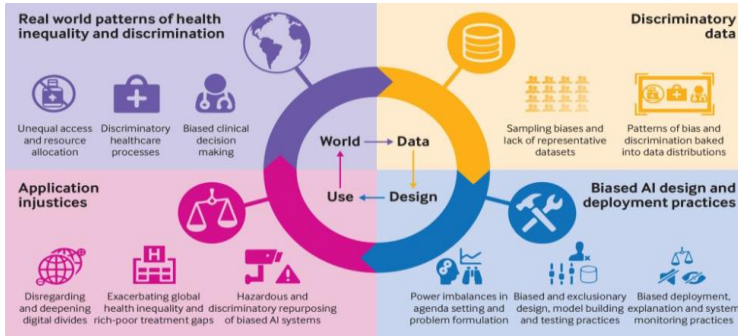 Real world patterns of health
inequality and discrimination
Unequal access
and resource
allocation
Discriminatory
healthcare
processes
Biased clinical
decision
making
Discriminatory
data
Sampling biases and
lack of representative
datasets
Patterns of bias and
discrimination baked
into data distributions
World
Data
Use
Design
Application
injustices
Disregarding
and deepening
digital divides
H
Exacerbating global
health inequality and
rich-poor treatment gaps
Hazardous and
discriminatory repurposing
of biased AI systems
Biased AI design and
deployment practices
Power imbalances in
agenda setting and
problem formulation
Biased and exclusionary
design, model building
and testing practices
Biased deployment,
explanation and system
monitoring practices